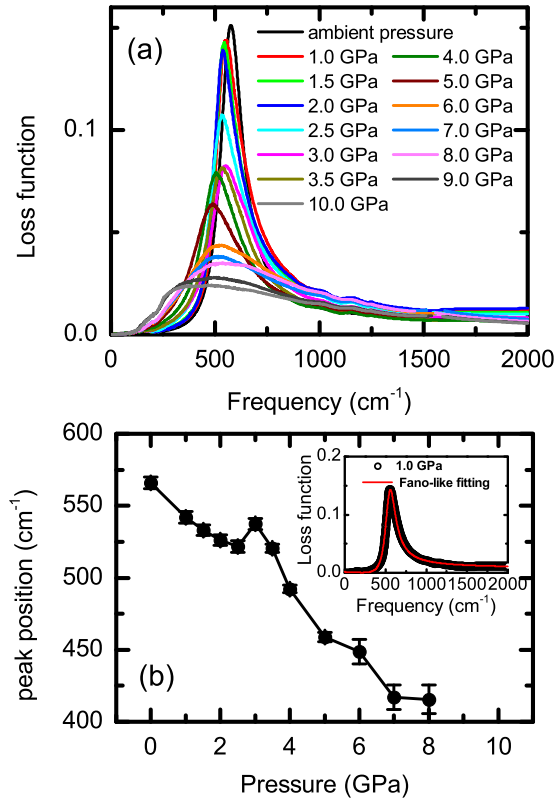 (a)
ambient pressure
1.0 GPa 4.0 GPa
1.5 GPa 5.0 GPa
2.0 GPa 6.0 GPa
2.5 GPa 7.0 GPa
3.0 GPa 8.0 GPa
3.5 GPa 9.0 GPa
10.0 GPa
Loss function
0.1
0.0
0 500 1000 1500 2000
Frequency (cm-1)
600
550
500
450
400
peak position (cm-1)
(b)
0.2
0.1
0.0
Loss function
1.0 GPa
Fano-like fitting
0 500 1000 1500 2000
Frequency (cm-1)
0 2 4 6 8 10
Pressure (GPa)